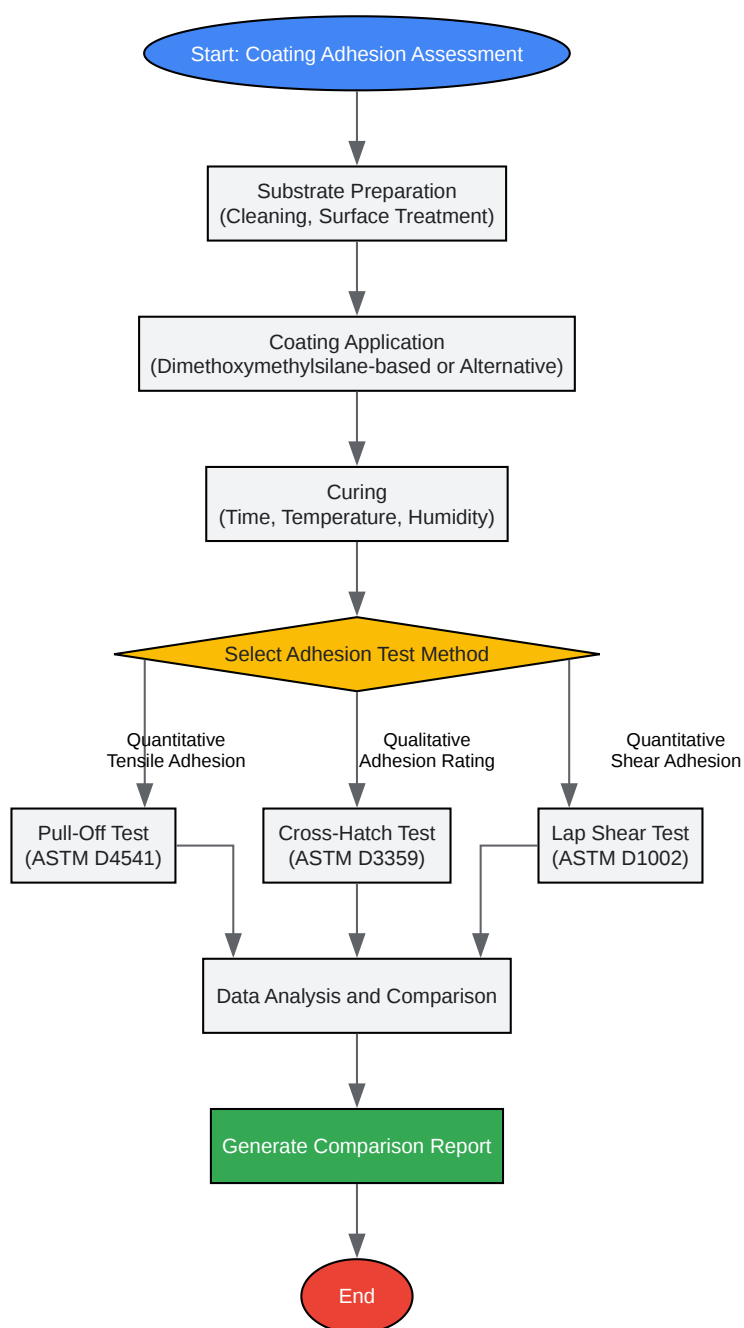 Start: Coating Adhesion Assessment
Substrate Preparation
(Cleaning, Surface Treatment)
Coating Application
(Dimethoxymethylsilane-based or Alternative)
Curing
(Time, Temperature, Humidity)
Select Adhesion Test Method
Quantitative
Tensile Adhesion
Qualitative
Adhesion Rating
Quantitative
Shear Adhesion
Pull-Off Test
(ASTM D4541)
Cross-Hatch Test
(ASTM D3359)
Lap Shear Test
(ASTM D1002)
Data Analysis and Comparison
Generate Comparison Report
End